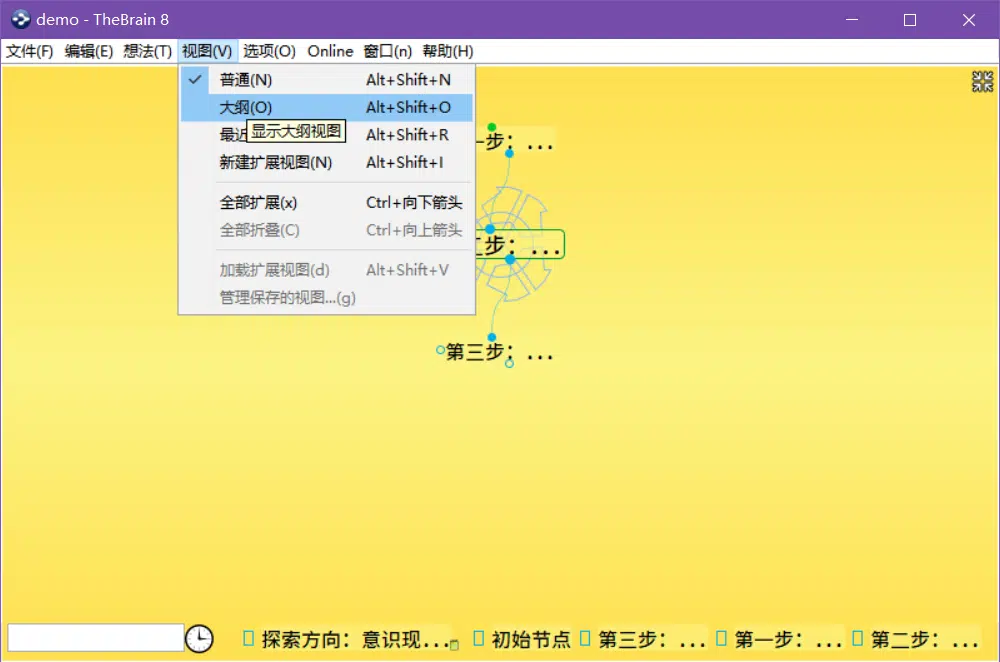 demo - TheBrain 8
文件(F) 编辑(E) 想法(T) 视图(V) 选项(O) Online 窗口(n) 帮助(H)
普通(N) Alt+Shift+N
大纲(O) Alt+Shift+O
最近 Alt+Shift+R
显示大纲视图
新建扩展视图(N) Alt+Shift+I
全部扩展(x) Ctrl+向下箭头
全部折叠(C) Ctrl+向上箭头
加载扩展视图(d) Alt+Shift+V
管理保存的视图...(g)
步: ...
步: ...
第三步: ...
探索方向: 意识现... 初始节点 第三步: ... 第一步: ... 第二步: ...